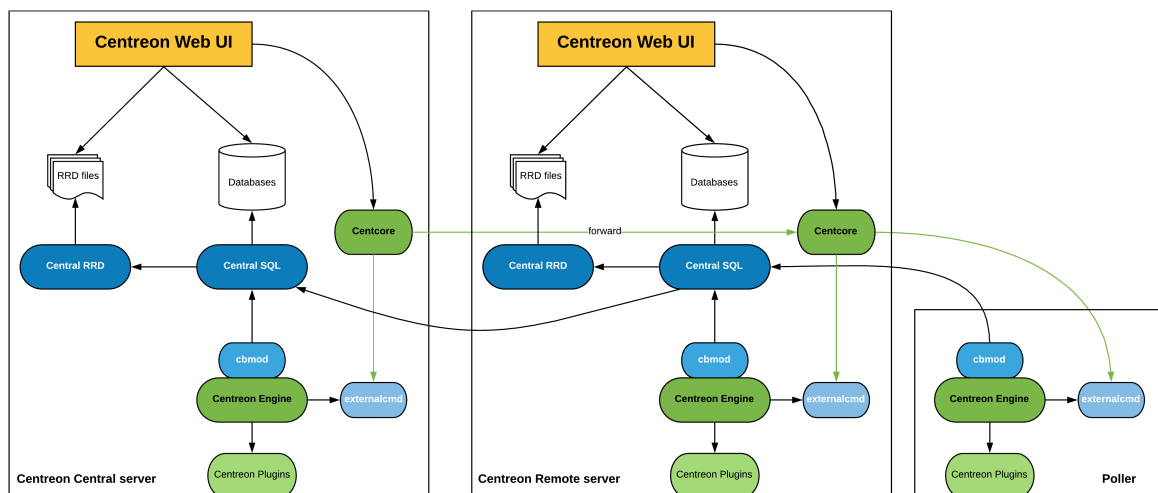 Centreon Web UI
Centreon Web UI
RRD files
Databases
RRD files
Databases
Centcore
forward
Centcore
Central RRD
Central SQL
Central RRD
Central SQL
cbmod
cbmod
cbmod
Centreon Engine
externalcmd
Centreon Engine
externalcmd
Centreon Engine
externalcmd
Centreon Plugins
Centreon Plugins
Centreon Plugins
Centreon Central server
Centreon Remote server
Poller